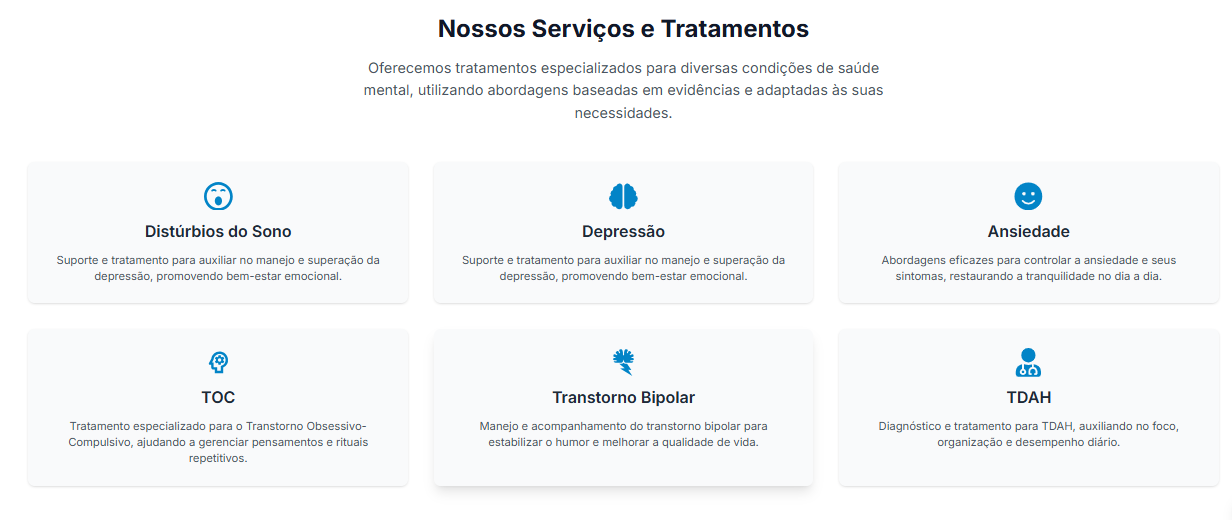 Nossos Serviços e Tratamentos
Oferecemos tratamentos especializados para diversas condições de saúde
mental, utilizando abordagens baseadas em evidências e adaptadas às suas
necessidades.
Distúrbios do Sono
Suporte e tratamento para auxiliar no manejo e superação da
depressão, promovendo bem-estar emocional.
Depressão
Suporte e tratamento para auxiliar no manejo e superação da
depressão, promovendo bem-estar emocional.
Ansiedade
Abordagens eficazes para controlar a ansiedade e seus
sintomas, restaurando a tranquilidade no dia a dia.
TOC
Tratamento especializado para o Transtorno Obsessivo-
Compulsivo, ajudando a gerenciar pensamentos e rituais
repetitivos.
Transtorno Bipolar
Manejo e acompanhamento do transtorno bipolar para
estabilizar o humor e melhorar a qualidade de vida.
TDAH
Diagnóstico e tratamento para TDAH, auxiliando no foco,
organização e desempenho diário.